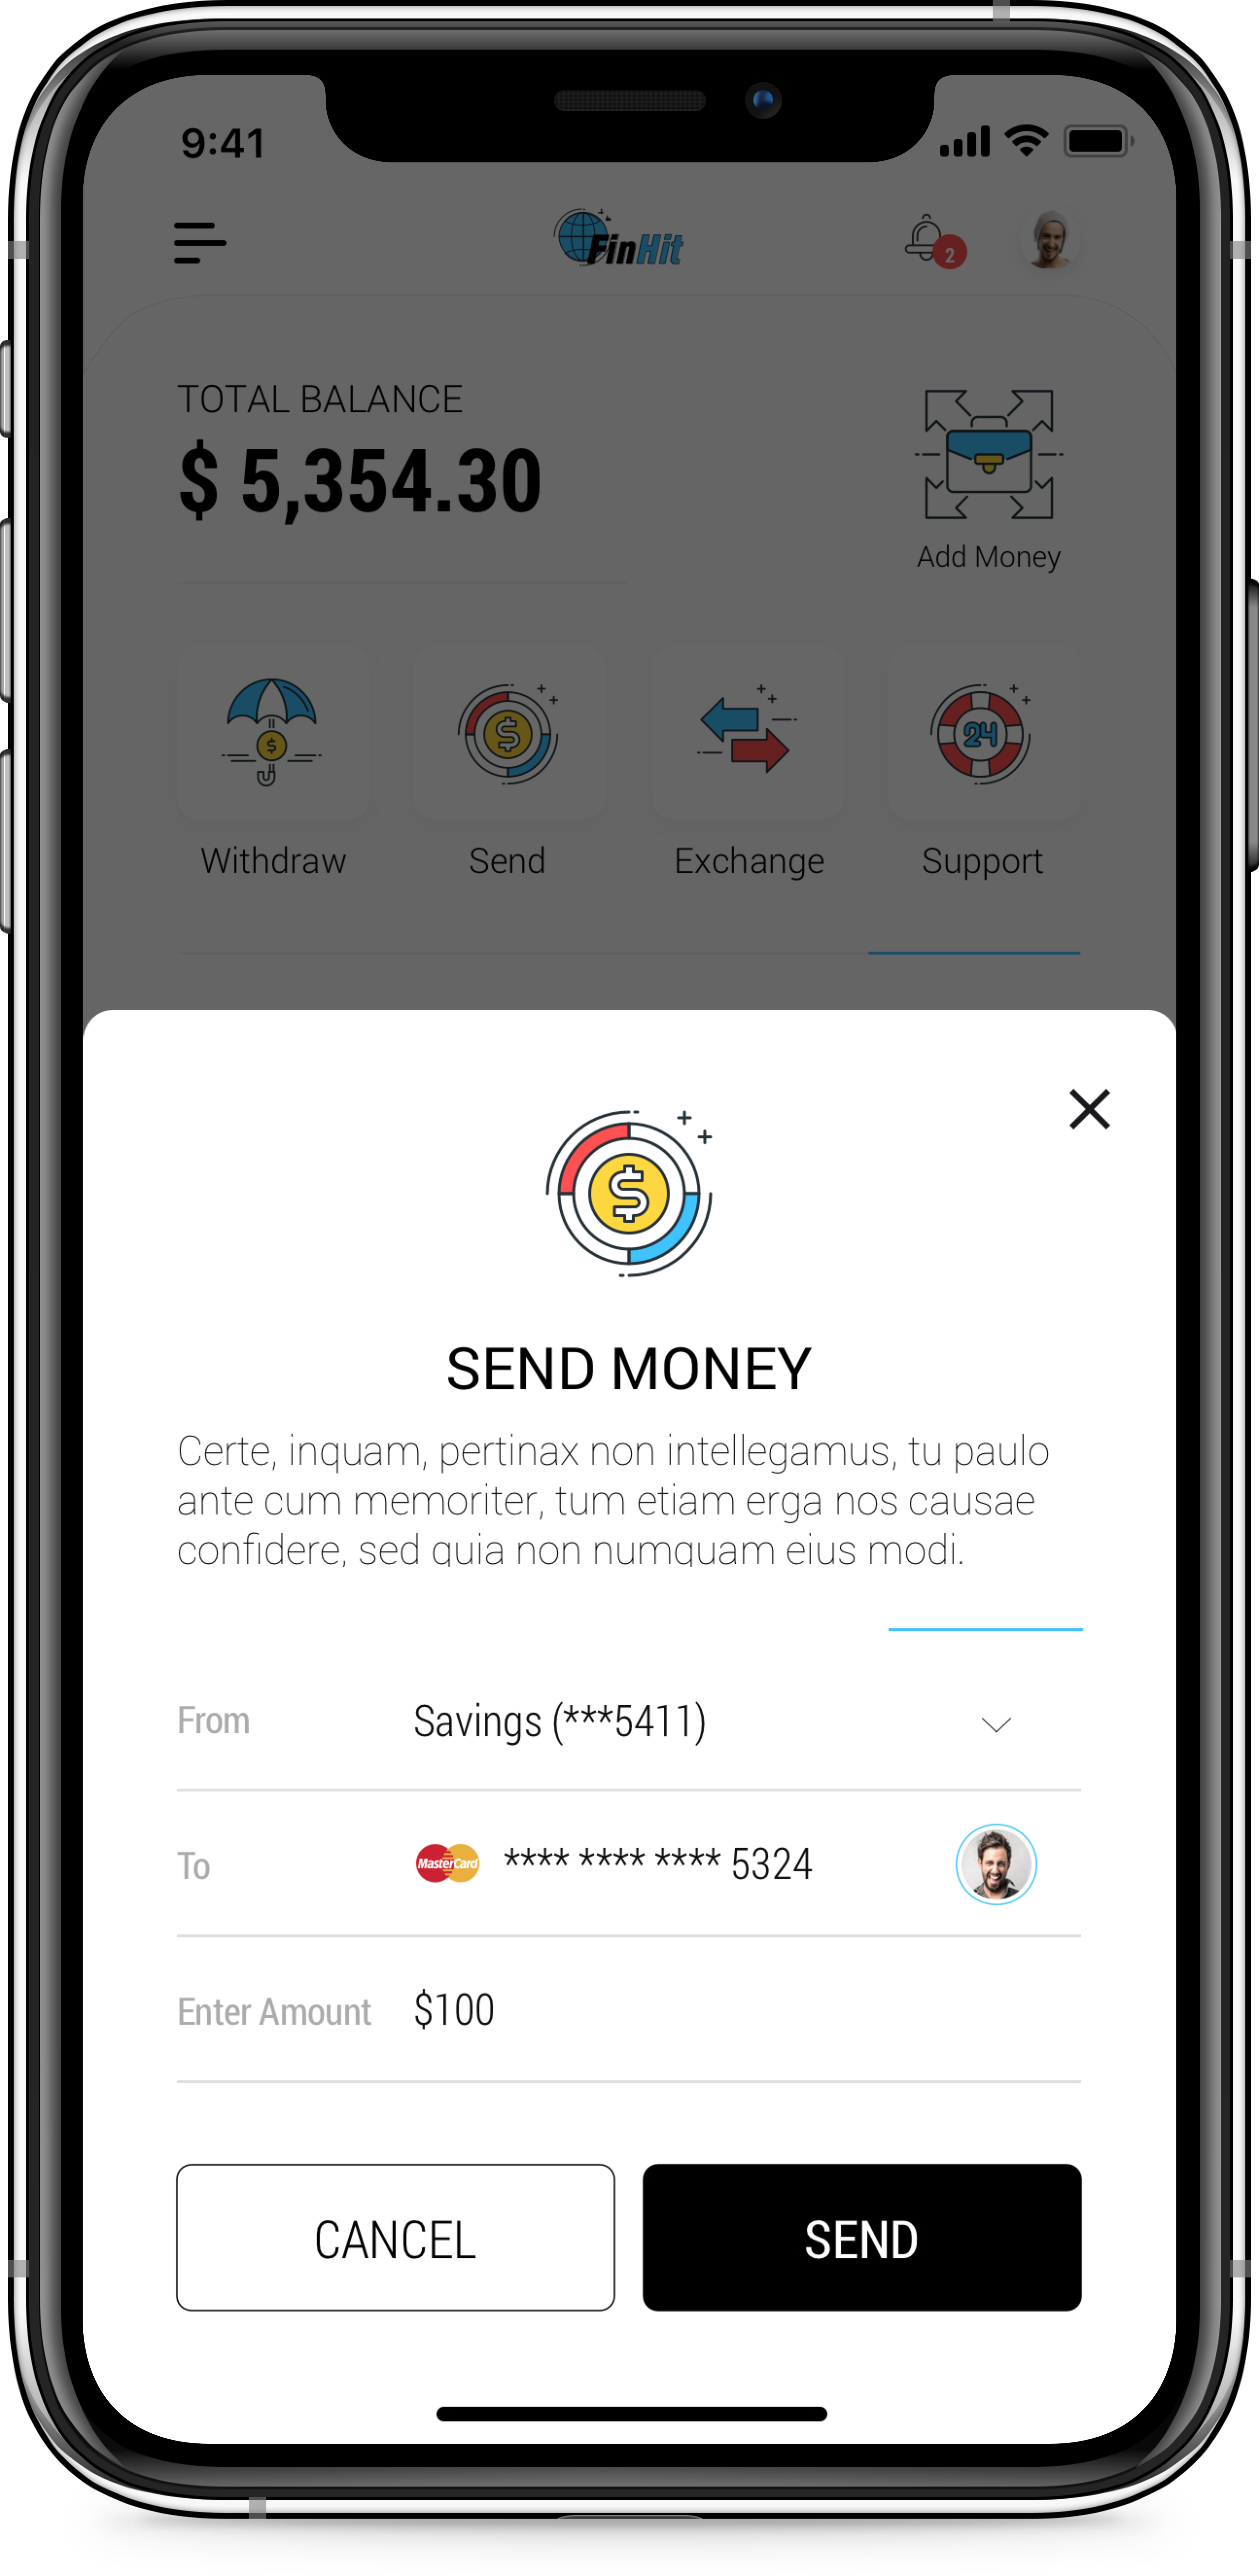 9:41
FinHit
2
TOTAL BALANCE
$ 5,354.30
Add Money
$
$
24
Withdraw
Send
Exchange
Support
$
SEND MONEY
Certe, inquam, pertinax non intellegamus, tu paulo
ante cum memoriter, tum etiam erga nos causae
confidere, sed quia non numquam eius modi.
From
Savings (***5411)
To
MasterCard
**** **** **** 5324
Enter Amount
$100
CANCEL
SEND